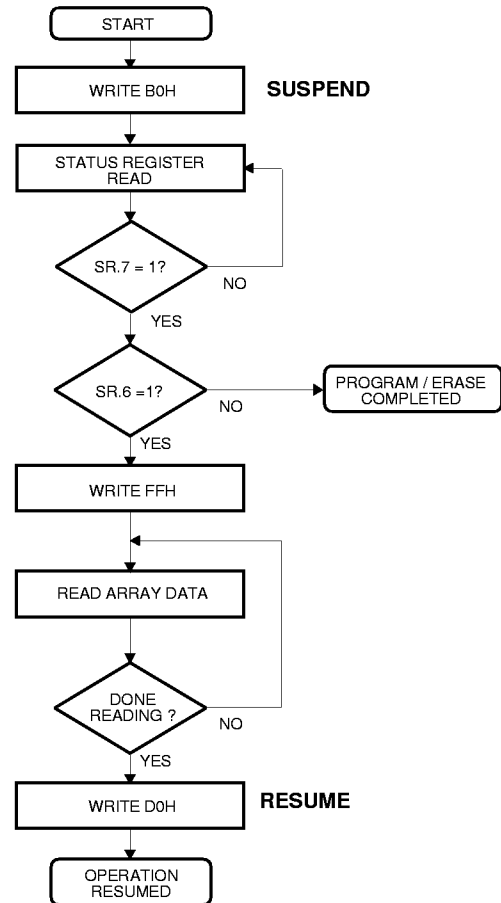 START
WRITE B0H
SUSPEND
STATUS REGISTER
READ
SR.7 = 1?
NO
YES
SR.6 =1?
NO
PROGRAM / ERASE
COMPLETED
YES
WRITE FFH
READ ARRAY DATA
DONE
READING ?
NO
YES
WRITE D0H
RESUME
OPERATION
RESUMED